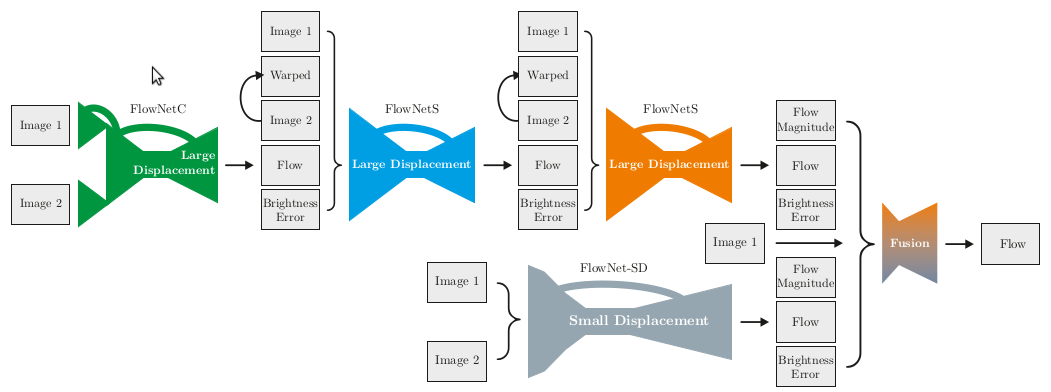 Image 1
Image 2
FlowNetC
Large
Displacement
Image 1
Warped
Image 2
Flow
Brightness
Error
FlowNetS
Large Displacement
Image 1
Warped
Image 2
Flow
Brightness
Error
FlowNetS
Large Displacement
Flow
Magnitude
Flow
Brightness
Error
Image 1
Image 1
Image 2
FlowNet-SD
Small Displacement
Flow
Magnitude
Flow
Brightness
Error
Fusion
Flow